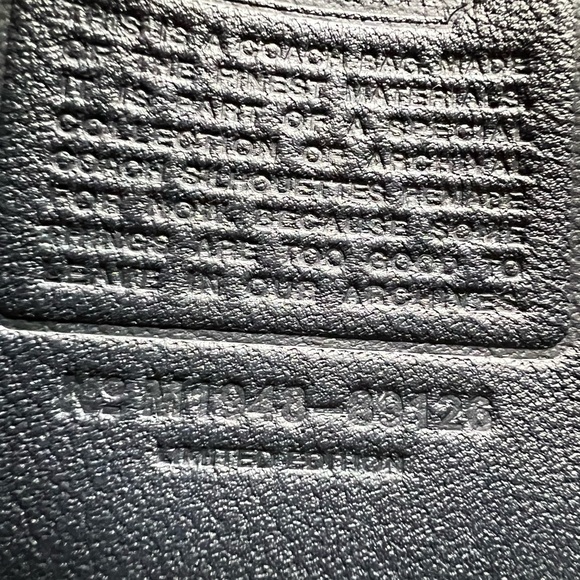 THIS IS A COACH BAG MADE
OF THE FINEST MATERIALS
IT IS PART OF A SPECIAL
COLLECTION OF ARCHIVAL
COACH SILHOUETTES REMADE
FOR NOW, BECAUSE SOME
THINGS ARE TOO GOOD TO
LEAVE IN OUR ARCHIVES.
LIMITED EDITION